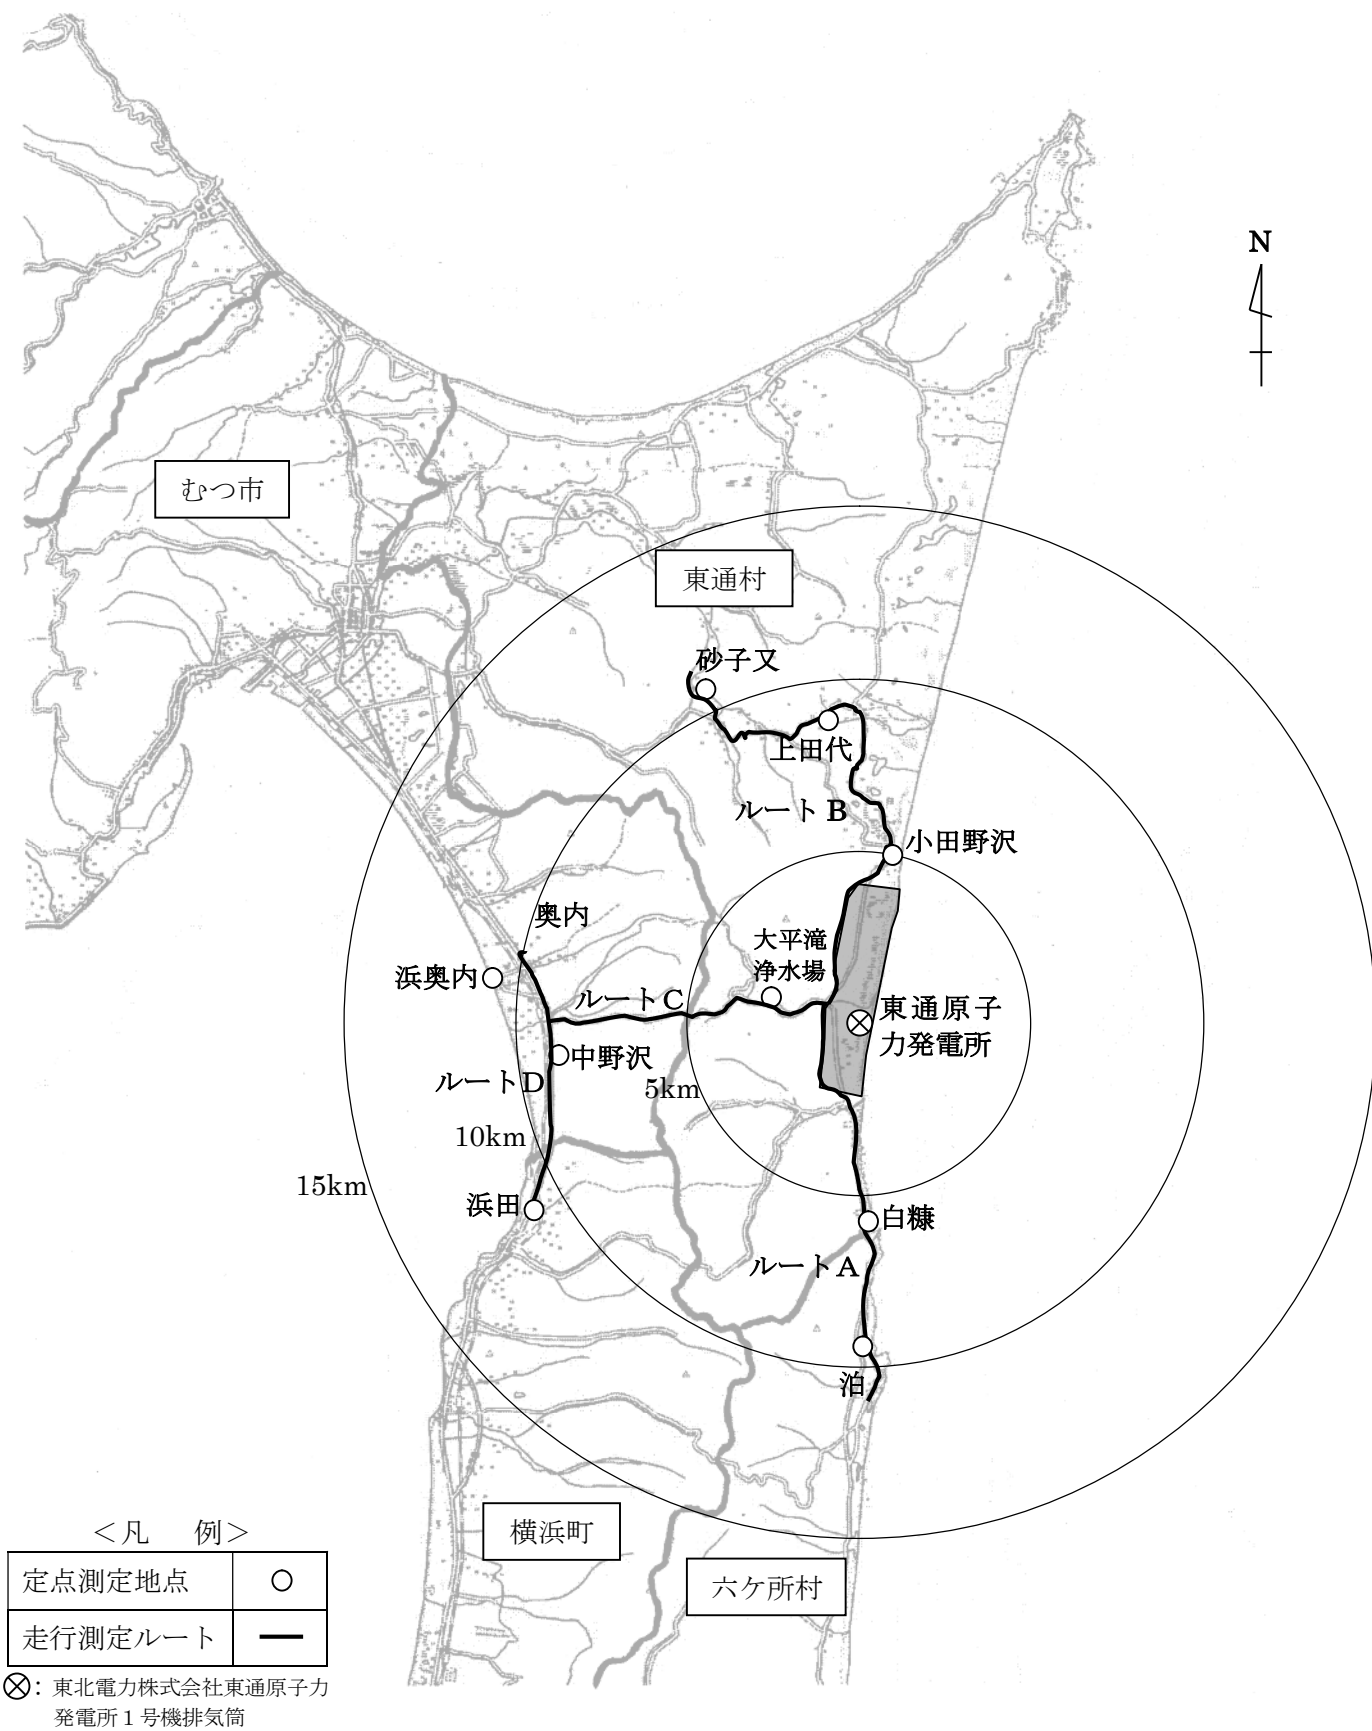 N
むつ市
東通村
砂子又
上田代
ルートB
小田野沢
奥内
大平滝
浄水場
浜奥内
ルートC
東通原子
力発電所
中野沢
ルートD
5km
10km
15km
浜田
白糠
ルートA
泊
横浜町
六ケ所村
＜凡　例＞
定点測定地点 ○
走行測定ルート ━
⊗：東北電力株式会社東通原子力
発電所１号機排気筒